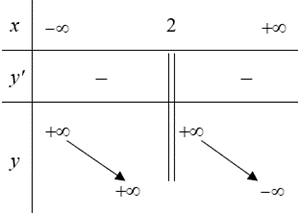 x −∞ 2 +∞
y′ − −
+∞ +∞
y
+∞ −∞